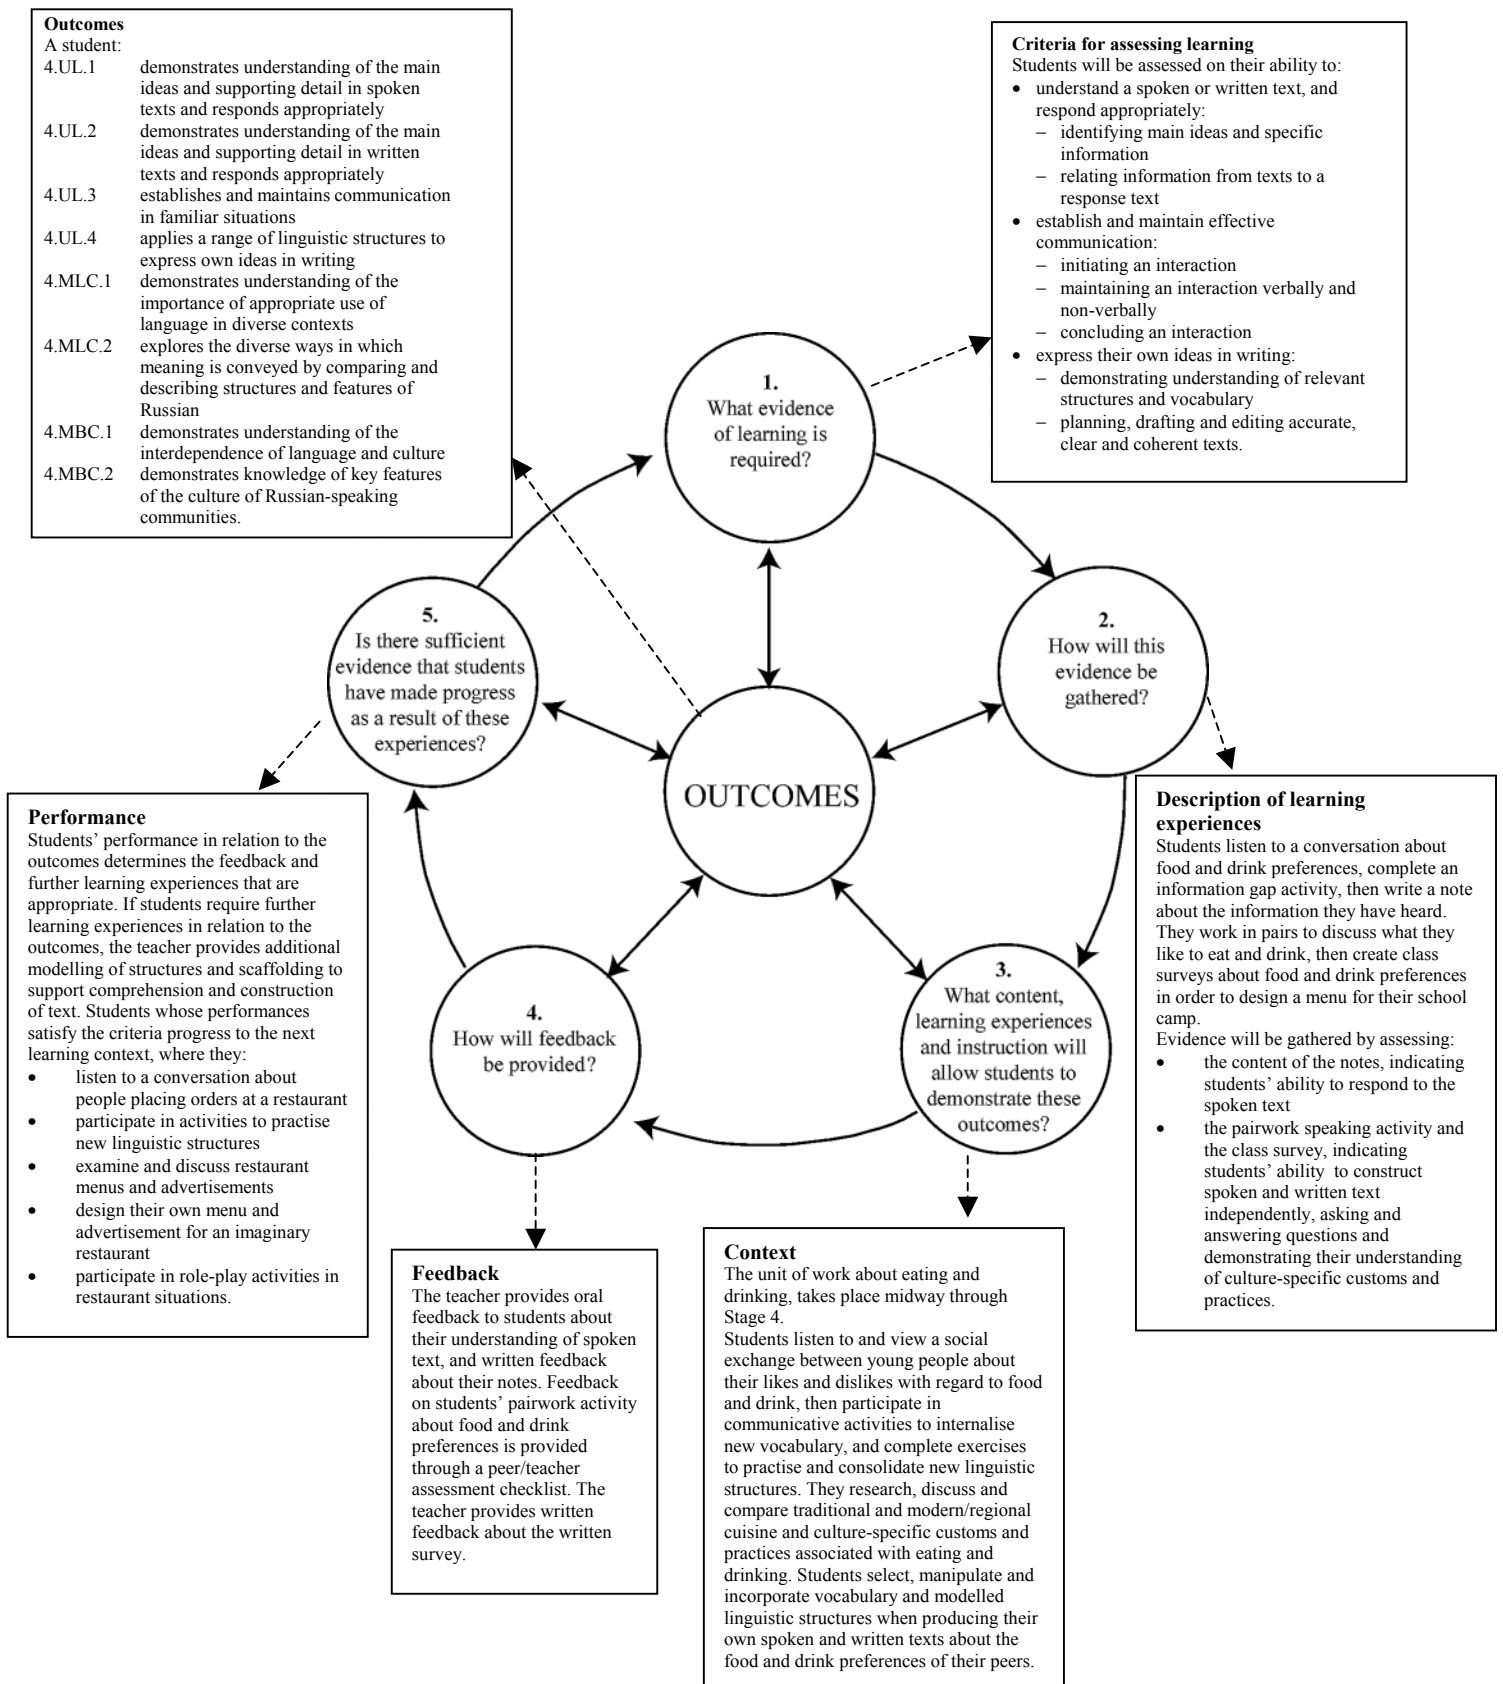 Outcomes
A student:
4.UL.1 demonstrates understanding of the main
ideas and supporting detail in spoken
texts and responds appropriately
4.UL.2 demonstrates understanding of the main
ideas and supporting detail in written
texts and responds appropriately
4.UL.3 establishes and maintains communication
in familiar situations
4.UL.4 applies a range of linguistic structures to
express own ideas in writing
4.MLC.1 demonstrates understanding of the
importance of appropriate use of
language in diverse contexts
4.MLC.2 explores the diverse ways in which
meaning is conveyed by comparing and
describing structures and features of
Russian
4.MBC.1 demonstrates understanding of the
interdependence of language and culture
4.MBC.2 demonstrates knowledge of key features
of the culture of Russian-speaking
communities.
Criteria for assessing learning
Students will be assessed on their ability to:
• understand a spoken or written text, and
respond appropriately:
– identifying main ideas and specific
information
– relating information from texts to a
response text
• establish and maintain effective
communication:
– initiating an interaction
– maintaining an interaction verbally and
non-verbally
– concluding an interaction
• express their own ideas in writing:
– demonstrating understanding of relevant
structures and vocabulary
– planning, drafting and editing accurate,
clear and coherent texts.
1.
What evidence
of learning is
required?
2.
How will this
evidence be
gathered?
5.
Is there sufficient
evidence that students
have made progress
as a result of these
experiences?
OUTCOMES
3.
What content,
learning experiences
and instruction will
allow students to
demonstrate these
outcomes?
4.
How will feedback
be provided?
Performance
Students’ performance in relation to the
outcomes determines the feedback and
further learning experiences that are
appropriate. If students require further
learning experiences in relation to the
outcomes, the teacher provides additional
modelling of structures and scaffolding to
support comprehension and construction
of text. Students whose performances
satisfy the criteria progress to the next
learning context, where they:
• listen to a conversation about
people placing orders at a restaurant
• participate in activities to practise
new linguistic structures
• examine and discuss restaurant
menus and advertisements
• design their own menu and
advertisement for an imaginary
restaurant
• participate in role-play activities in
restaurant situations.
Description of learning
experiences
Students listen to a conversation about
food and drink preferences, complete an
information gap activity, then write a note
about the information they have heard.
They work in pairs to discuss what they
like to eat and drink, then create class
surveys about food and drink preferences
in order to design a menu for their school
camp.
Evidence will be gathered by assessing:
• the content of the notes, indicating
students’ ability to respond to the
spoken text
• the pairwork speaking activity and
the class survey, indicating
students’ ability to construct
spoken and written text
independently, asking and
answering questions and
demonstrating their understanding
of culture-specific customs and
practices.
Feedback
The teacher provides oral
feedback to students about
their understanding of spoken
text, and written feedback
about their notes. Feedback
on students’ pairwork activity
about food and drink
preferences is provided
through a peer/teacher
assessment checklist. The
teacher provides written
feedback about the written
survey.
Context
The unit of work about eating and
drinking, takes place midway through
Stage 4.
Students listen to and view a social
exchange between young people about
their likes and dislikes with regard to food
and drink, then participate in
communicative activities to internalise
new vocabulary, and complete exercises
to practise and consolidate new linguistic
structures. They research, discuss and
compare traditional and modern/regional
cuisine and culture-specific customs and
practices associated with eating and
drinking. Students select, manipulate and
incorporate vocabulary and modelled
linguistic structures when producing their
own spoken and written texts about the
food and drink preferences of their peers.